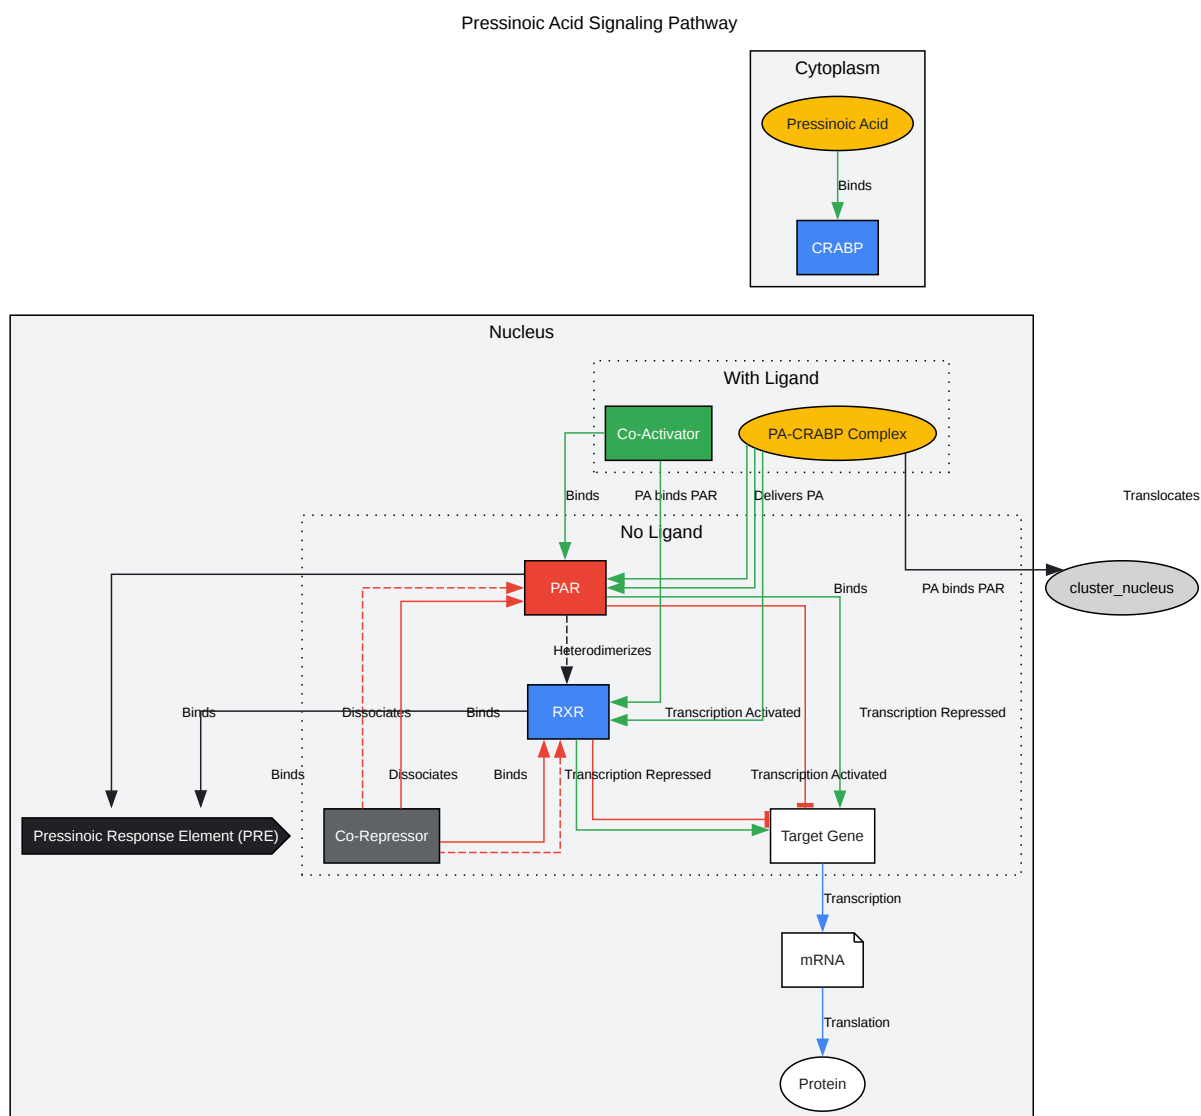 Pressinoic Acid Signaling Pathway
Cytoplasm
Pressinoic Acid
Binds
CRABP
Nucleus
With Ligand
Co-Activator
PA-CRABP Complex
Binds
PA binds PAR
Delivers PA
Translocates
No Ligand
PAR
Binds
PA binds PAR
cluster_nucleus
Heterodimerizes
Binds
Dissociates
Binds
RXR
Transcription Activated
Transcription Repressed
Binds
Dissociates
Binds
Transcription Repressed
Transcription Activated
Pressinoic Response Element (PRE)
Co-Repressor
Target Gene
Transcription
mRNA
Translation
Protein